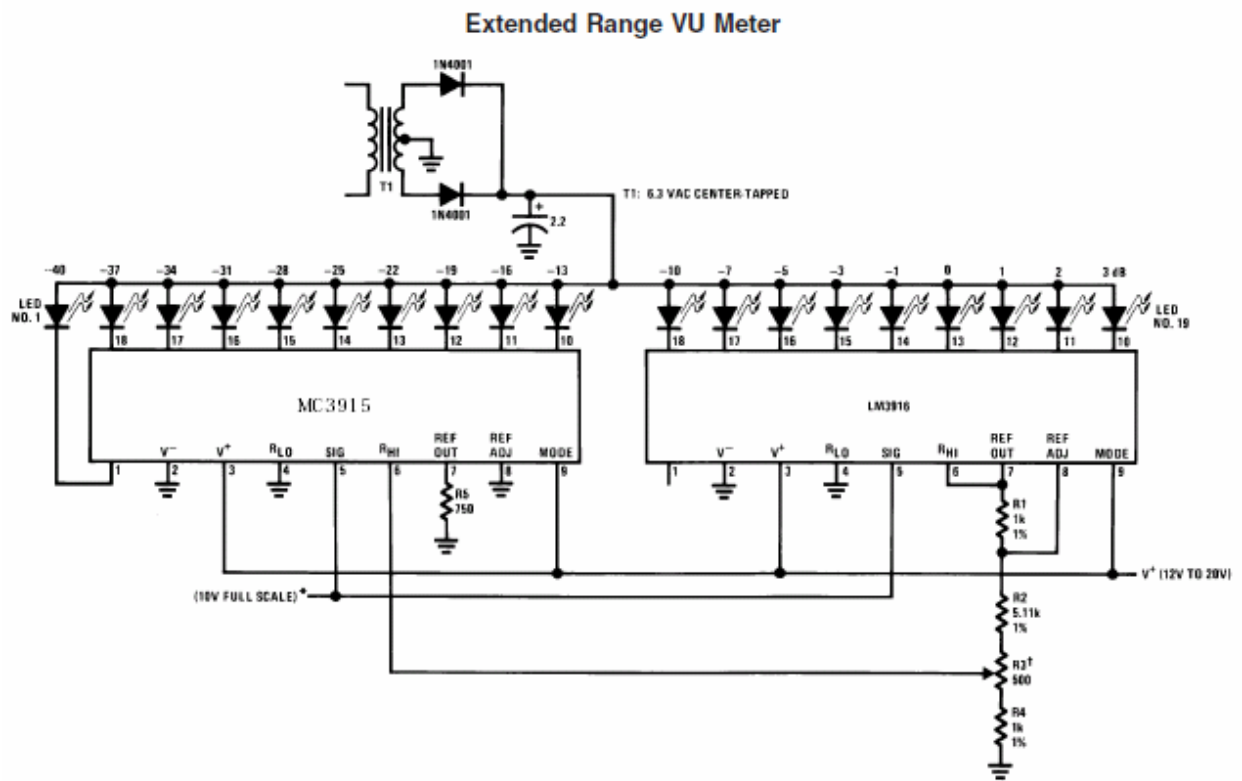 Extended Range VU Meter
1N4001
T1
1N4001
+
2.2
T1: 6.3 VAC CENTER-TAPPED
-40 -37 -34 -31 -28 -25 -22 -19 -16 -13 -10 -7 -5 -3 -1 0 1 2 3 dB
LED
NO. 1
LED
NO. 19
18 17 16 15 14 13 12 11 10
18 17 16 15 14 13 12 11 10
MC3915
LM3916
V⁻ V⁺ RLO SIG RHI REF OUT REF ADJ MODE
V⁻ V⁺ RLO SIG RHI REF OUT REF ADJ MODE
1 2 3 4 5 6 7 8 9
1 2 3 4 5 6 7 8 9
R5
750
R1
1k
1%
V⁺ (12V TO 20V)
(10V FULL SCALE)*
R2
5.11k
1%
R3†
500
R4
1k
1%